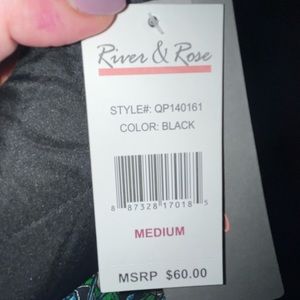 River & Rose
STYLE#: QP140161
COLOR: BLACK
8 87328 17018 5
MEDIUM
MSRP $60.00